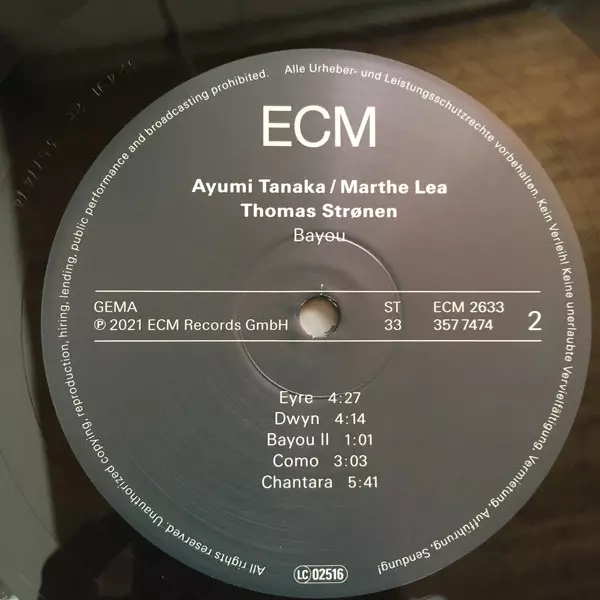 All rights reserved. Unauthorized copying, reproduction, hiring, lending, public performance and broadcasting prohibited.
Alle Urheber- und Leistungsschutzrechte vorbehalten. Kein Verleih! Keine unerlaubte Vervielfältigung, Vermietung, Aufführung, Sendung!
ECM
Ayumi Tanaka / Marthe Lea
Thomas Strønen
Bayou
GEMA ST ECM 2633
℗ 2021 ECM Records GmbH 33 357 7474 2
Eyre 4:27
Dwyn 4:14
Bayou II 1:01
Como 3:03
Chantara 5:41
LC 02516